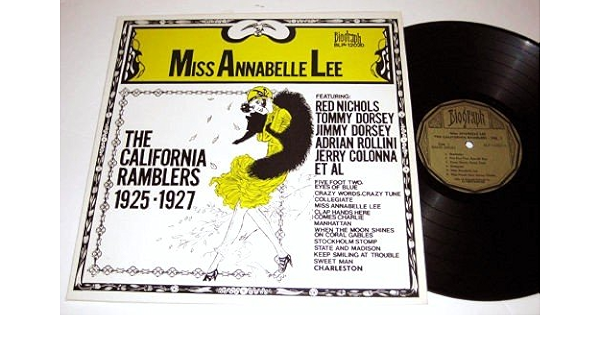 Biograph
BLP-12020
MISS ANNABELLE LEE
THE
CALIFORNIA
RAMBLERS
1925·1927
FEATURING:
RED NICHOLS
TOMMY DORSEY
JIMMY DORSEY
ADRIAN ROLLINI
JERRY COLONNA
ET AL
FIVE FOOT TWO,
EYES OF BLUE
CRAZY WORDS-CRAZY TUNE
COLLEGIATE
MISS ANNABELLE LEE
CLAP HANDS HERE
COMES CHARLIE
MANHATTAN
WHEN THE MOON SHINES
ON CORAL GABLES
STOCKHOLM STOMP
STATE AND MADISON
KEEP SMILING AT TROUBLE
SWEET MAN
CHARLESTON
Biograph